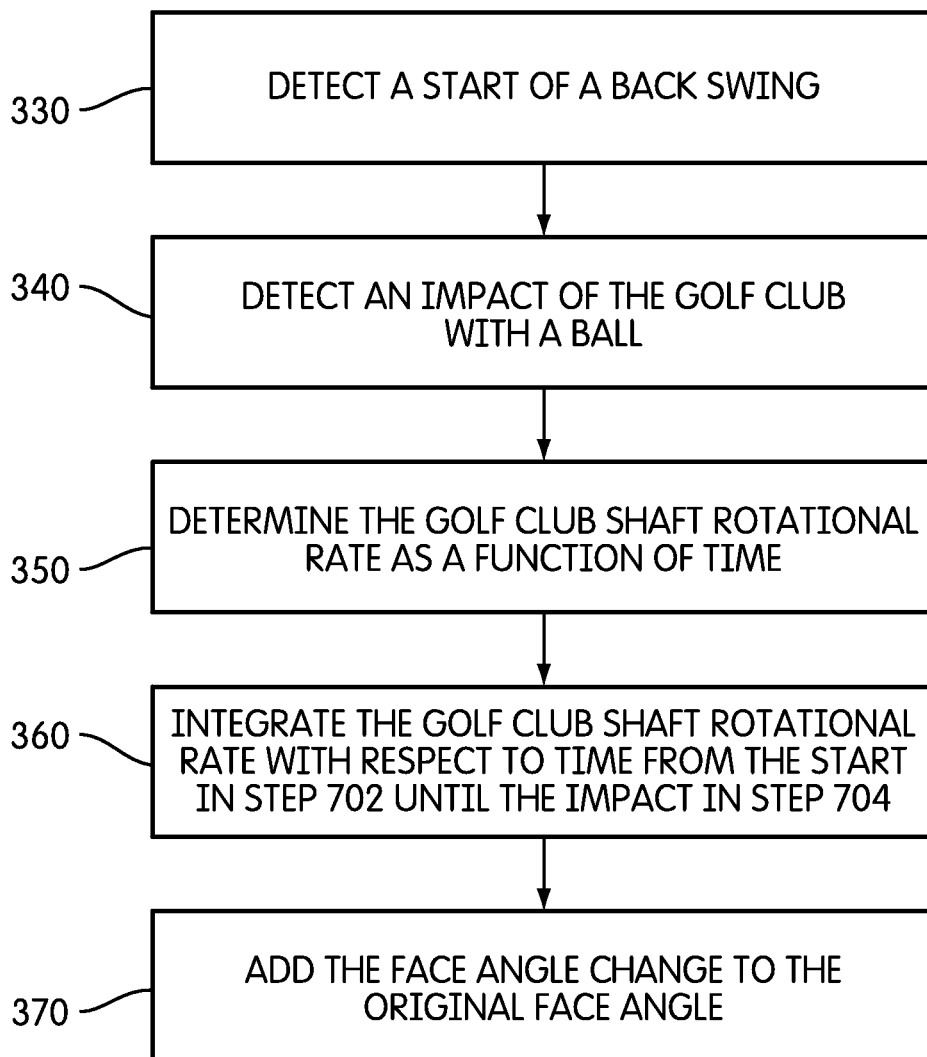 330
DETECT A START OF A BACK SWING
340
DETECT AN IMPACT OF THE GOLF CLUB
WITH A BALL
350
DETERMINE THE GOLF CLUB SHAFT ROTATIONAL
RATE AS A FUNCTION OF TIME
360
INTEGRATE THE GOLF CLUB SHAFT ROTATIONAL
RATE WITH RESPECT TO TIME FROM THE START
IN STEP 702 UNTIL THE IMPACT IN STEP 704
370
ADD THE FACE ANGLE CHANGE TO THE
ORIGINAL FACE ANGLE